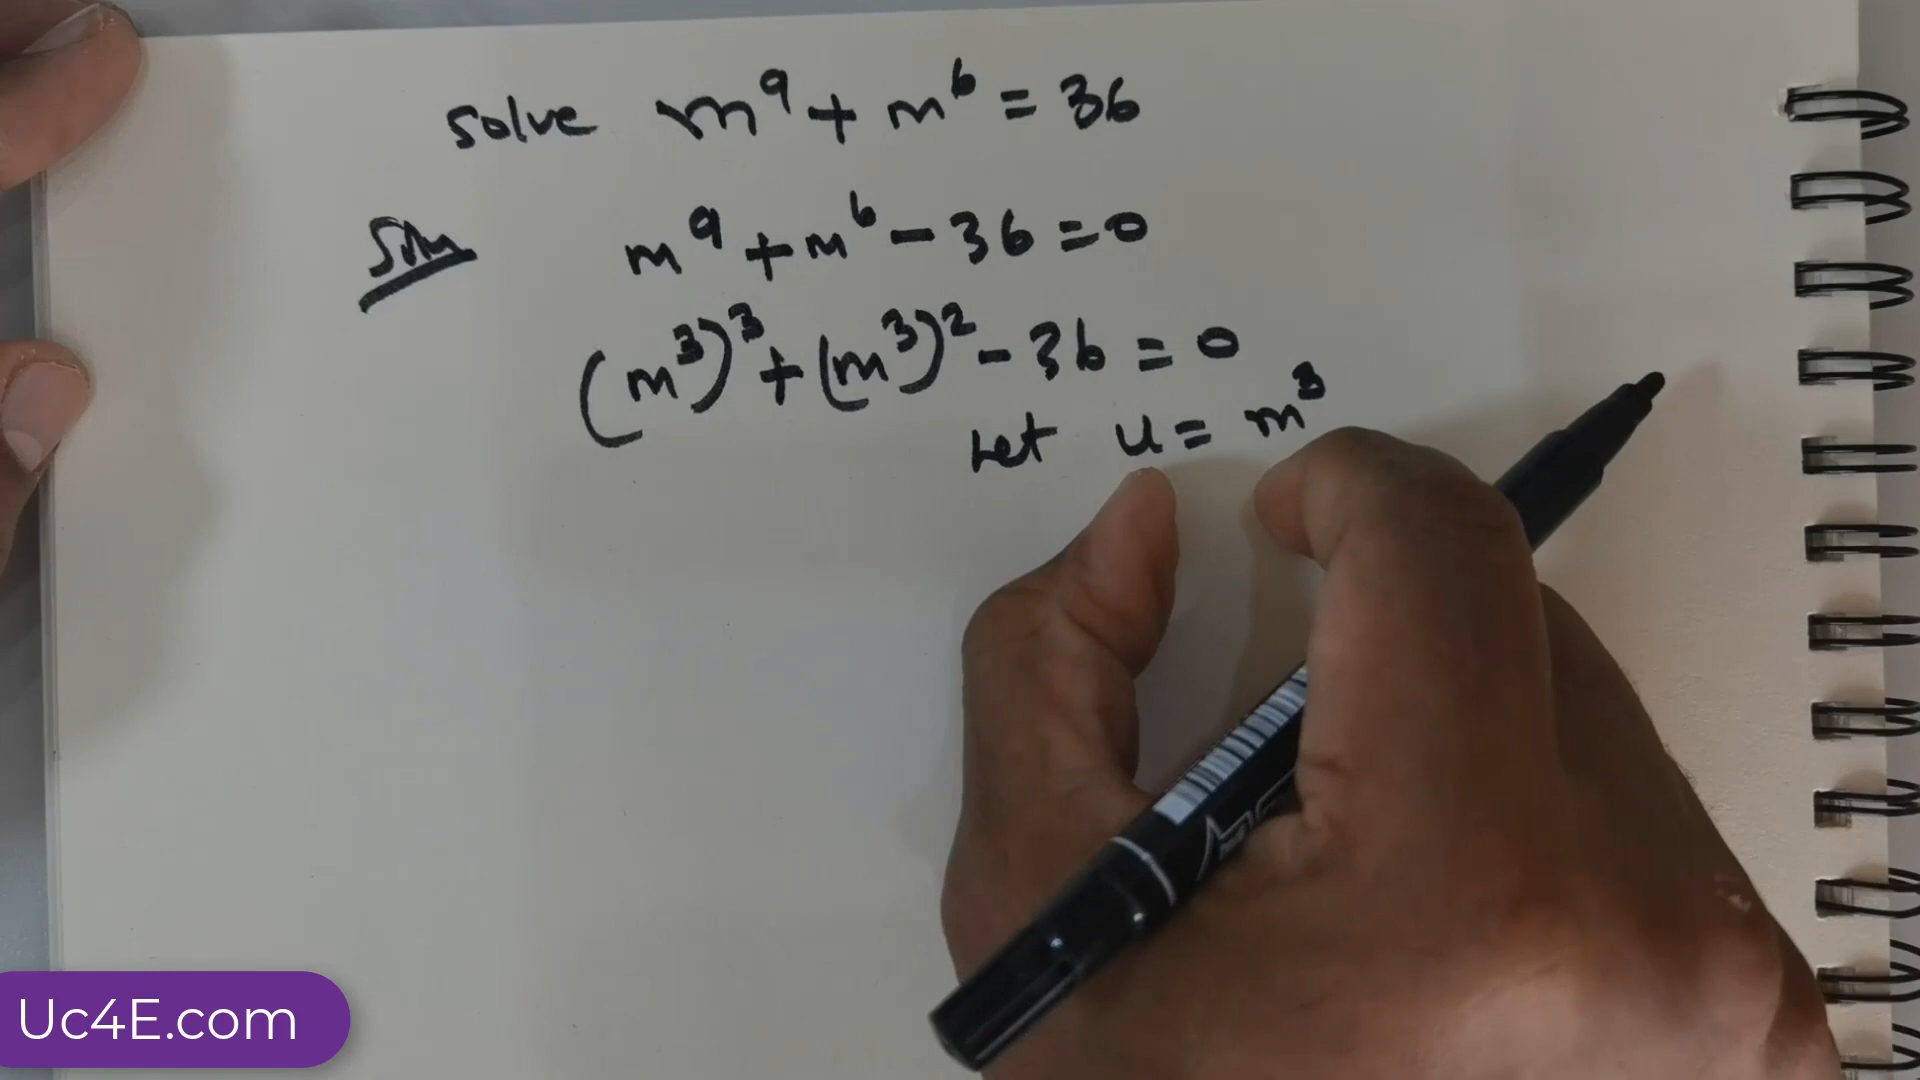 Solve m⁹ + m⁶ = 36
Soln m⁹ + m⁶ - 36 = 0
(m³)³ + (m³)² - 36 = 0
Let u = m³
Uc4E.com